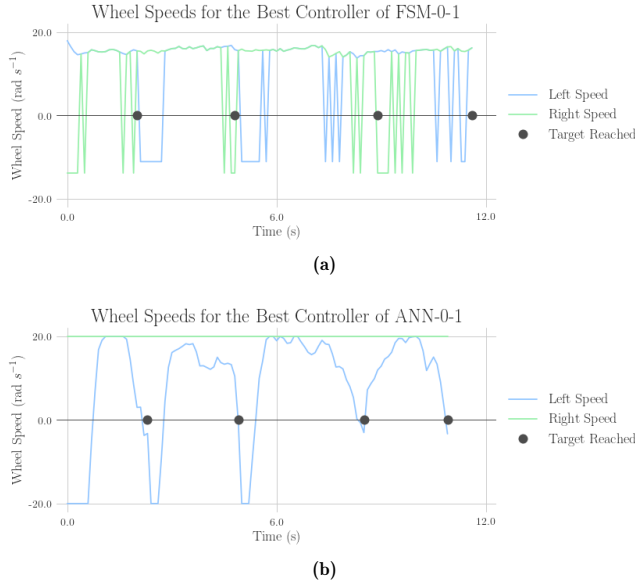 Wheel Speeds for the Best Controller of FSM-0-1
20.0
0.0
-20.0
Wheel Speed (rad s⁻¹)
0.0
6.0
12.0
Time (s)
Left Speed
Right Speed
Target Reached
(a)
Wheel Speeds for the Best Controller of ANN-0-1
20.0
0.0
-20.0
Wheel Speed (rad s⁻¹)
0.0
6.0
12.0
Time (s)
Left Speed
Right Speed
Target Reached
(b)